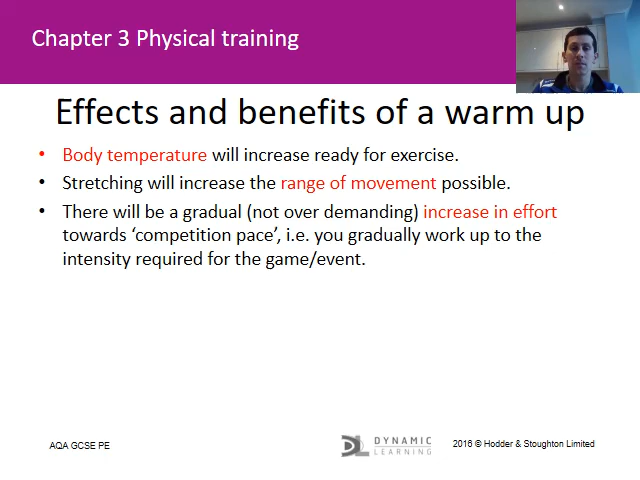 Chapter 3 Physical training
Effects and benefits of a warm up
• Body temperature will increase ready for exercise.
• Stretching will increase the range of movement possible.
• There will be a gradual (not over demanding) increase in effort
towards ‘competition pace’, i.e. you gradually work up to the
intensity required for the game/event.
AQA GCSE PE
DL DYNAMIC
LEARNING
2016 © Hodder & Stoughton Limited